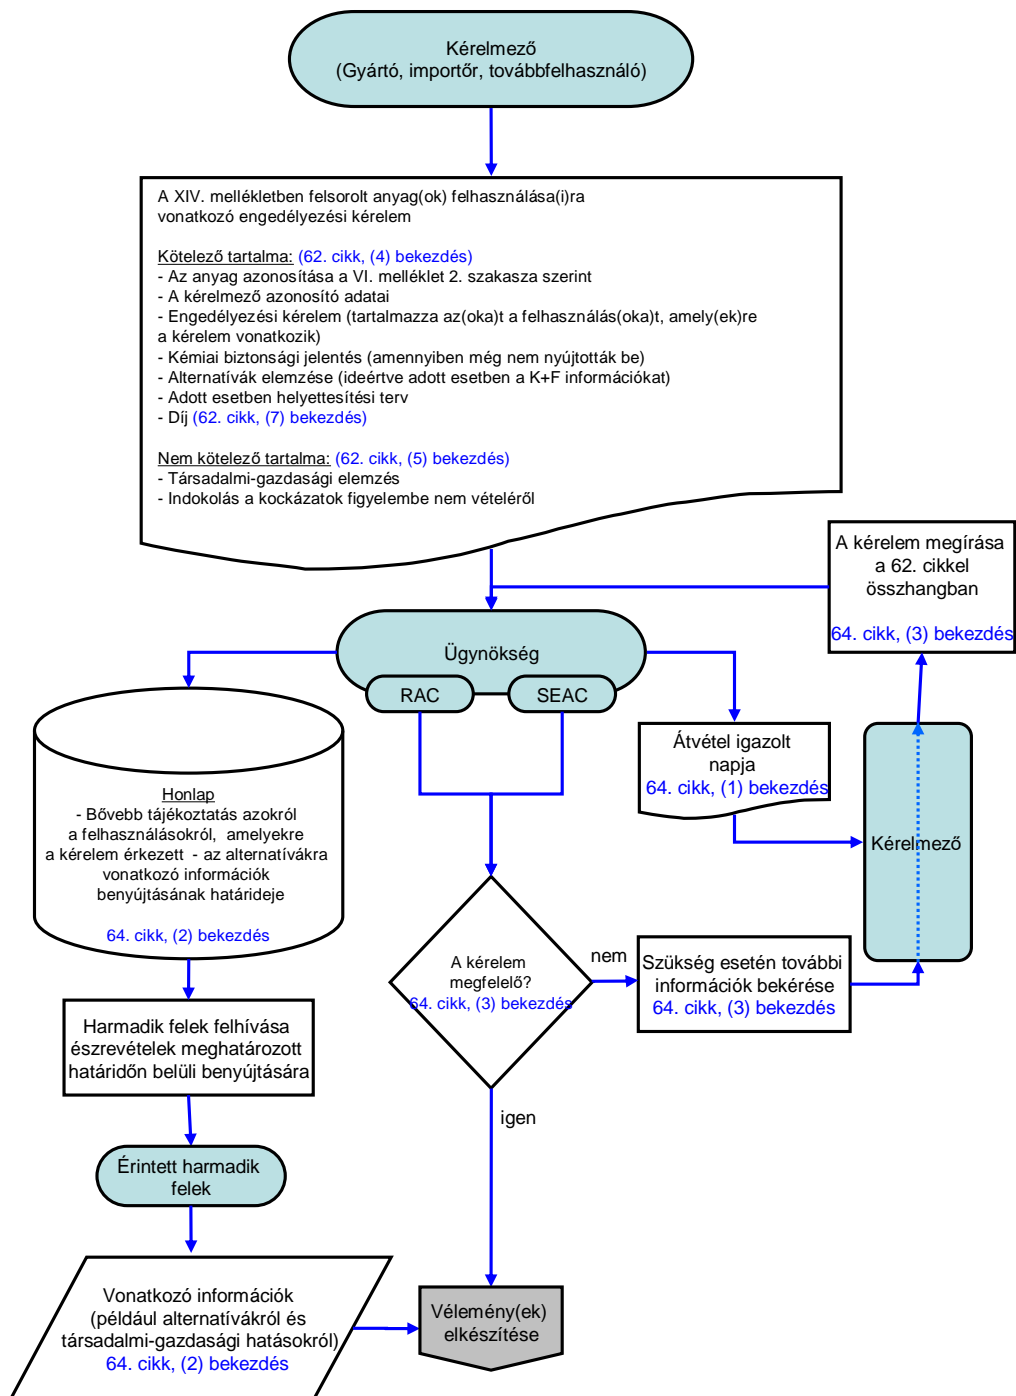 Kérelmező
(Gyártó, importőr, továbbfelhasználó)
A XIV. mellékletben felsorolt anyag(ok) felhasználása(i)ra
vonatkozó engedélyezési kérelem
Kötelező tartalma: (62. cikk, (4) bekezdés)
- Az anyag azonosítása a VI. melléklet 2. szakasza szerint
- A kérelmező azonosító adatai
- Engedélyezési kérelem (tartalmazza az(oka)t a felhasználás(oka)t, amely(ek)re
a kérelem vonatkozik)
- Kémiai biztonsági jelentés (amennyiben még nem nyújtották be)
- Alternatívák elemzése (ideértve adott esetben a K+F információkat)
- Adott esetben helyettesítési terv
- Díj (62. cikk, (7) bekezdés)
Nem kötelező tartalma: (62. cikk, (5) bekezdés)
- Társadalmi-gazdasági elemzés
- Indokolás a kockázatok figyelembe nem vételéről
A kérelem megírása
a 62. cikkel
összhangban
64. cikk, (3) bekezdés
Ügynökség
RAC
SEAC
Átvétel igazolt
napja
64. cikk, (1) bekezdés
Kérelmező
Honlap
- Bővebb tájékoztatás azokról
a felhasználásokról, amelyekre
a kérelem érkezett - az alternatívákra
vonatkozó információk
benyújtásának határideje
64. cikk, (2) bekezdés
A kérelem
megfelelő?
64. cikk, (3) bekezdés
nem
Szükség esetén további
információk bekérése
64. cikk, (3) bekezdés
Harmadik felek felhívása
észrevételek meghatározott
határidőn belüli benyújtására
igen
Érintett harmadik
felek
Vonatkozó információk
(például alternatívákról és
társadalmi-gazdasági hatásokról)
64. cikk, (2) bekezdés
Vélemény(ek)
elkészítése